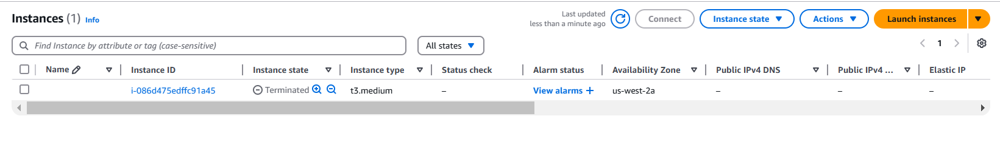 Instances (1) Info
Last updated
less than a minute ago
Connect
Instance state
Actions
Launch instances
Find Instance by attribute or tag (case-sensitive)
All states
1
Name Instance ID Instance state Instance type Status check Alarm status Availability Zone Public IPv4 DNS Public IPv4 ... Elastic IP
i-086d475edffc91a45 Terminated t3.medium – View alarms + us-west-2a – – –